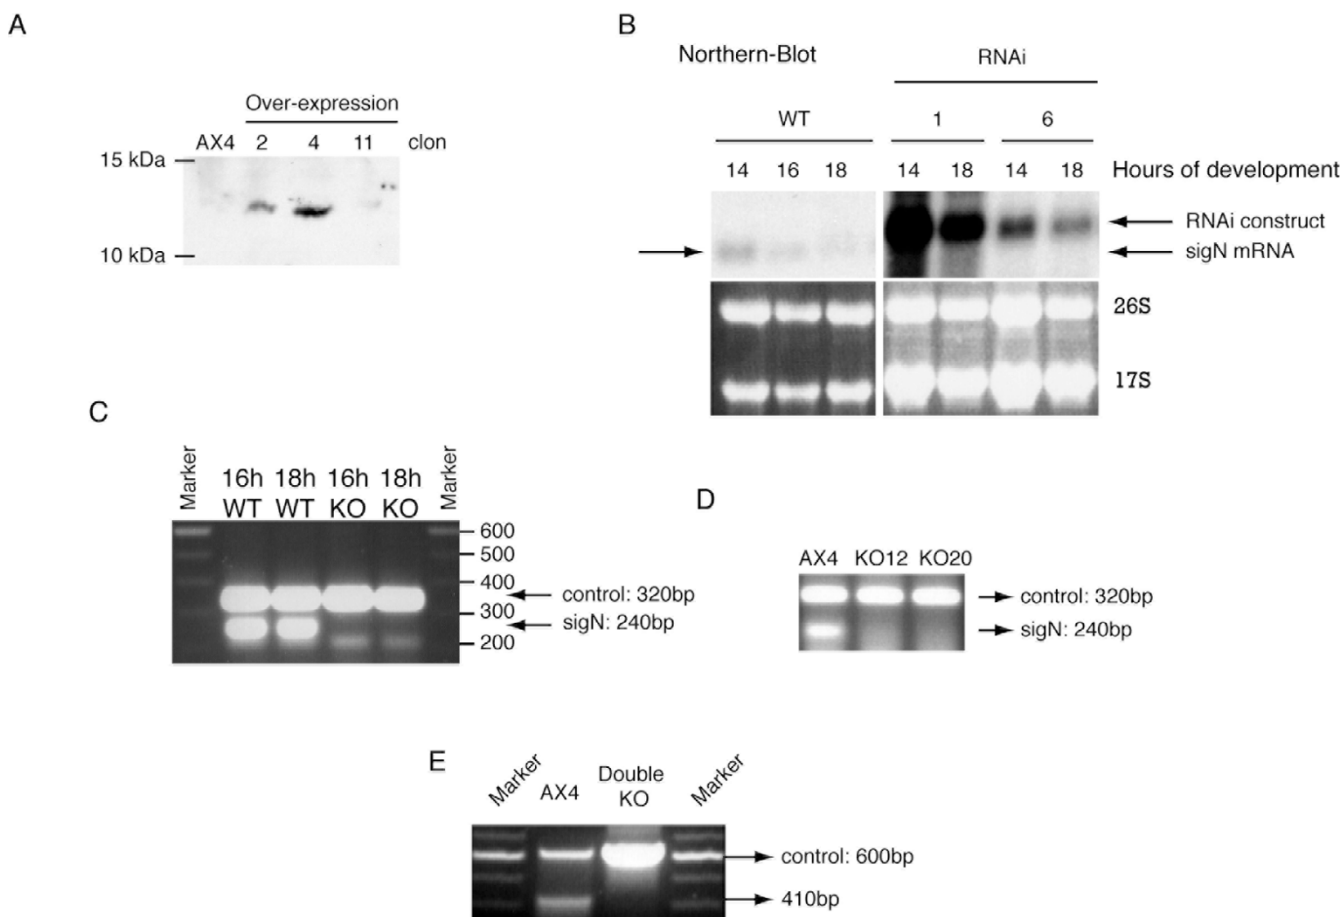 A
Over-expression
AX4 2 4 11 clon
15 kDa
10 kDa
B
Northern-Blot RNAi
WT 1 6
14 16 18 14 18 14 18 Hours of development
RNAi construct
sigN mRNA
26S
17S
C
Marker 16h 18h 16h 18h Marker
WT WT KO KO
600
500
400
control: 320bp
300
sigN: 240bp
200
D
AX4 KO12 KO20
control: 320bp
sigN: 240bp
E
Marker AX4 Double KO Marker
control: 600bp
410bp